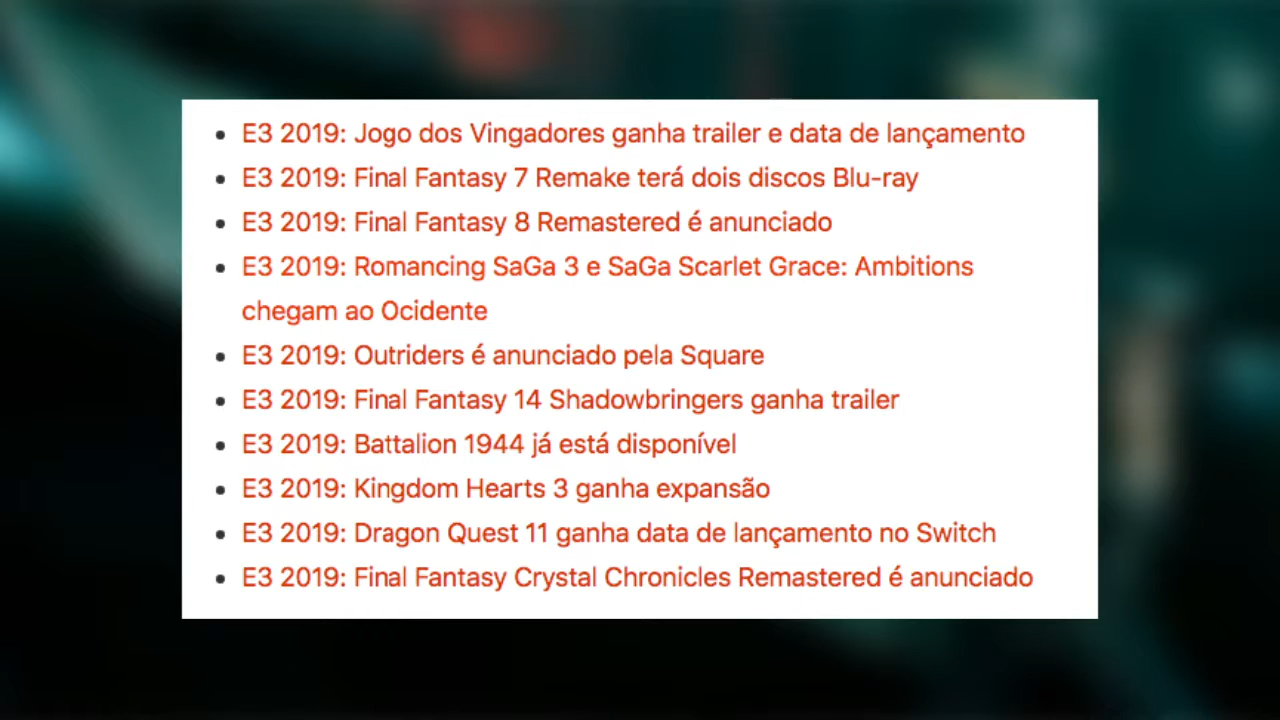 E3 2019: Jogo dos Vingadores ganha trailer e data de lançamento
E3 2019: Final Fantasy 7 Remake terá dois discos Blu-ray
E3 2019: Final Fantasy 8 Remastered é anunciado
E3 2019: Romancing SaGa 3 e SaGa Scarlet Grace: Ambitions
chegam ao Ocidente
E3 2019: Outriders é anunciado pela Square
E3 2019: Final Fantasy 14 Shadowbringers ganha trailer
E3 2019: Battalion 1944 já está disponível
E3 2019: Kingdom Hearts 3 ganha expansão
E3 2019: Dragon Quest 11 ganha data de lançamento no Switch
E3 2019: Final Fantasy Crystal Chronicles Remastered é anunciado